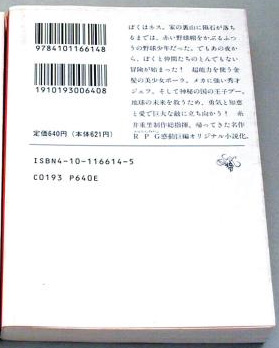 9784101166148
1910193006408
定価640円（本体621円）
ISBN4-10-116614-5
C0193 P640E
ぼくはネス。家の裏山に隕石が落ち
るまでは、赤い野球帽をかぶるふつ
うの野球少年だった。でもあの夜か
ら、ぼくと仲間たちのとんでもない
冒険が始まった！ 超能力を使う金
髪の美少女ポーラ。メカに強い秀才
ジェフ。そして神秘の国の王子プー。
地球の未来を救うため、勇気と知恵
と愛で巨大な敵に立ち向かう！ 糸
井重里制作総指揮、帰ってきた名作
ＲＰＧ感動巨編オリジナル小説化。